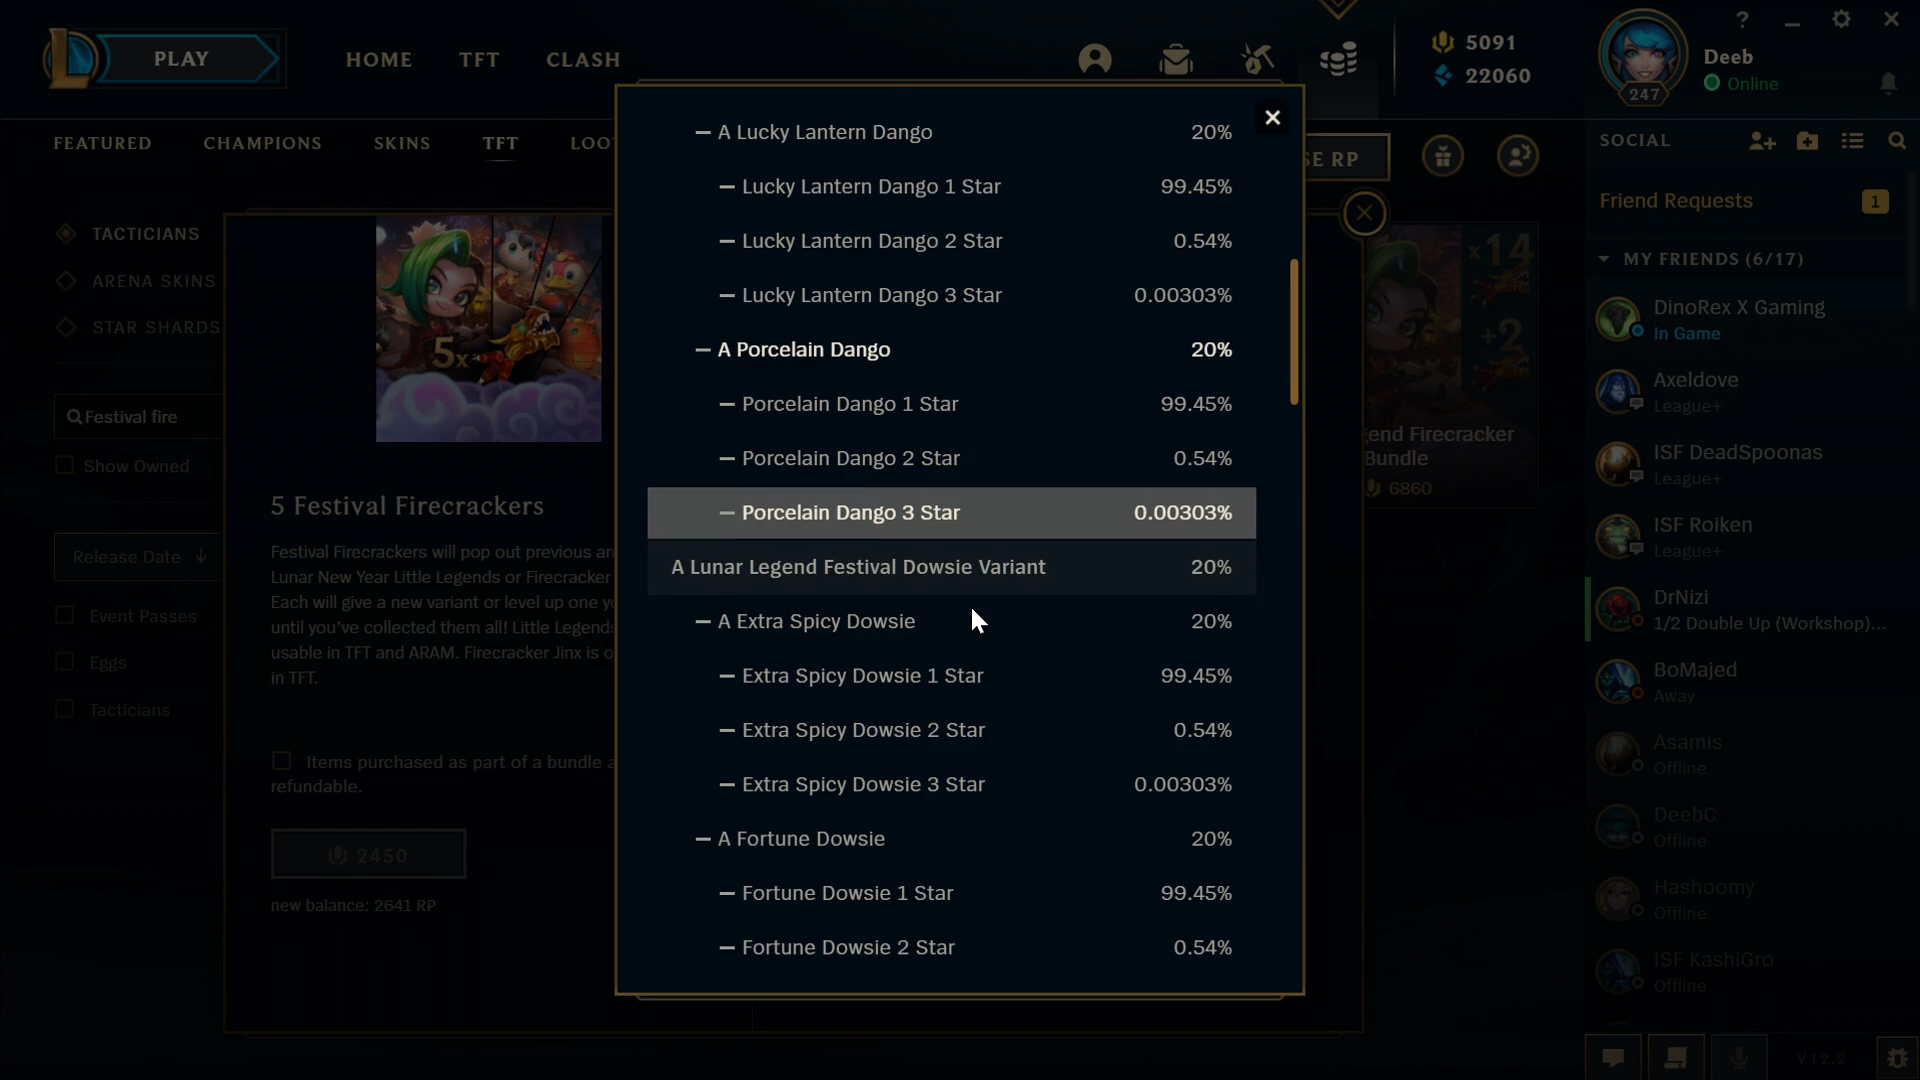 PLAY
HOME
TFT
CLASH
5091
22060
?
Deeb
Online
247
FEATURED
CHAMPIONS
SKINS
TFT
LOO
SE RP
TACTICIANS
ARENA SKINS
STAR SHARDS
Festival fire
Show Owned
Release Date
Event Passes
Eggs
Tacticians
5x
5 Festival Firecrackers
Festival Firecrackers will pop out previous an
Lunar New Year Little Legends or Firecracker
Each will give a new variant or level up one y
until you've collected them all! Little Legends
usable in TFT and ARAM. Firecracker Jinx is o
in TFT.
Items purchased as part of a bundle a
refundable.
2450
new balance: 2641 RP
A Lucky Lantern Dango 20%
Lucky Lantern Dango 1 Star 99.45%
Lucky Lantern Dango 2 Star 0.54%
Lucky Lantern Dango 3 Star 0.00303%
A Porcelain Dango 20%
Porcelain Dango 1 Star 99.45%
Porcelain Dango 2 Star 0.54%
Porcelain Dango 3 Star 0.00303%
A Lunar Legend Festival Dowsie Variant 20%
A Extra Spicy Dowsie 20%
Extra Spicy Dowsie 1 Star 99.45%
Extra Spicy Dowsie 2 Star 0.54%
Extra Spicy Dowsie 3 Star 0.00303%
A Fortune Dowsie 20%
Fortune Dowsie 1 Star 99.45%
Fortune Dowsie 2 Star 0.54%
x14
+2
end Firecracker
Bundle
6860
SOCIAL
Friend Requests 1
MY FRIENDS (6/17)
DinoRex X Gaming
In Game
Axeldove
League+
ISF DeadSpoonas
League+
ISF Roiken
League+
DrNizi
1/2 Double Up (Workshop)...
BoMajed
Away
Asamis
Offline
DeebC
Offline
Hashoomy
Offline
ISF KashiGro
Offline
V12.2